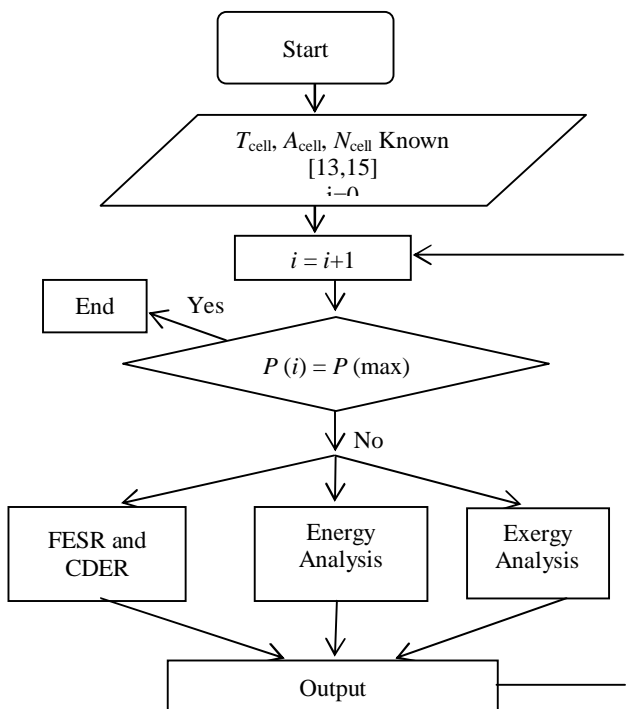 Start
Tcell, Acell, Ncell Known
[13,15]
i=0
i = i+1
End
Yes
P (i) = P (max)
No
FESR and
CDER
Energy
Analysis
Exergy
Analysis
Output